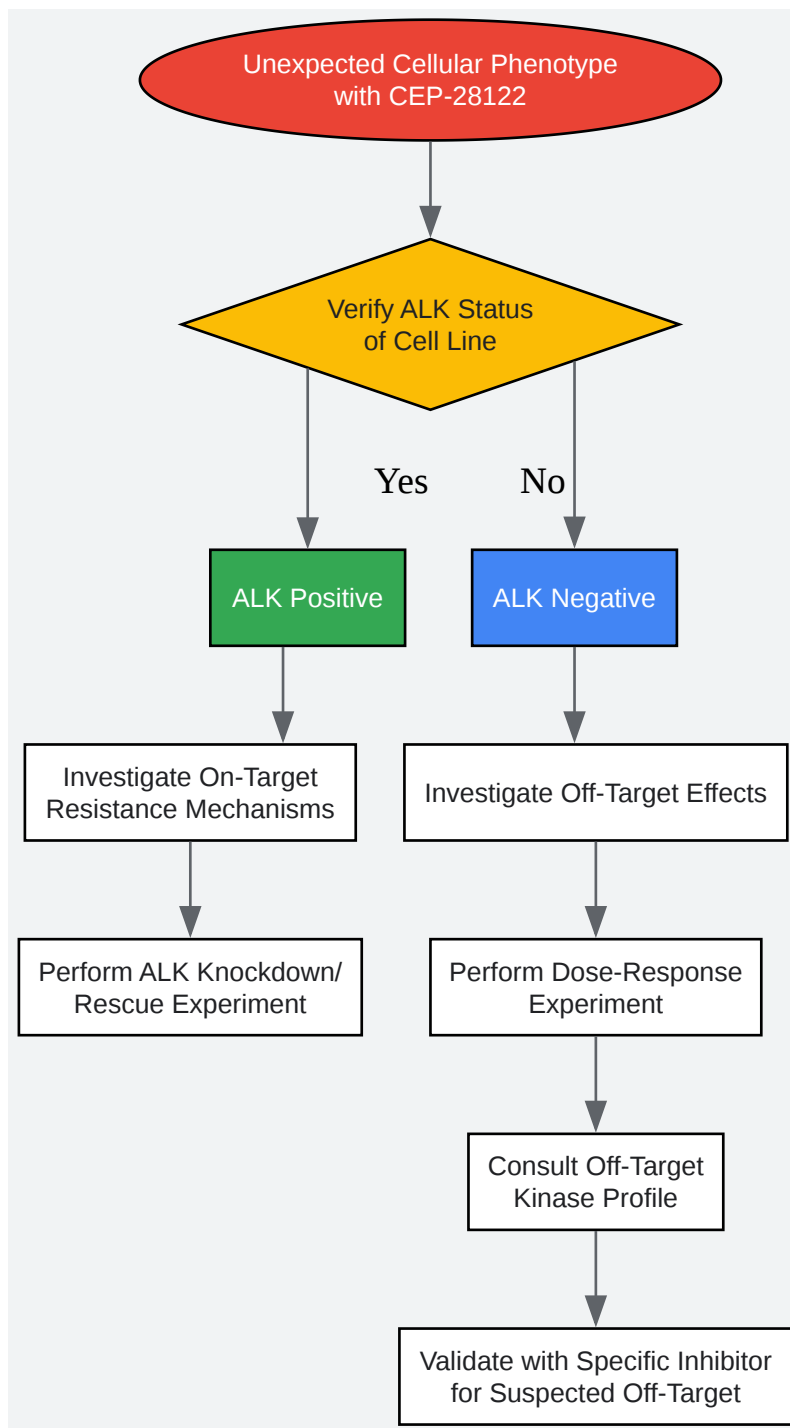 Unexpected Cellular Phenotype
with CEP-28122
Verify ALK Status
of Cell Line
Yes
No
ALK Positive
ALK Negative
Investigate On-Target
Resistance Mechanisms
Investigate Off-Target Effects
Perform ALK Knockdown/
Rescue Experiment
Perform Dose-Response
Experiment
Consult Off-Target
Kinase Profile
Validate with Specific Inhibitor
for Suspected Off-Target